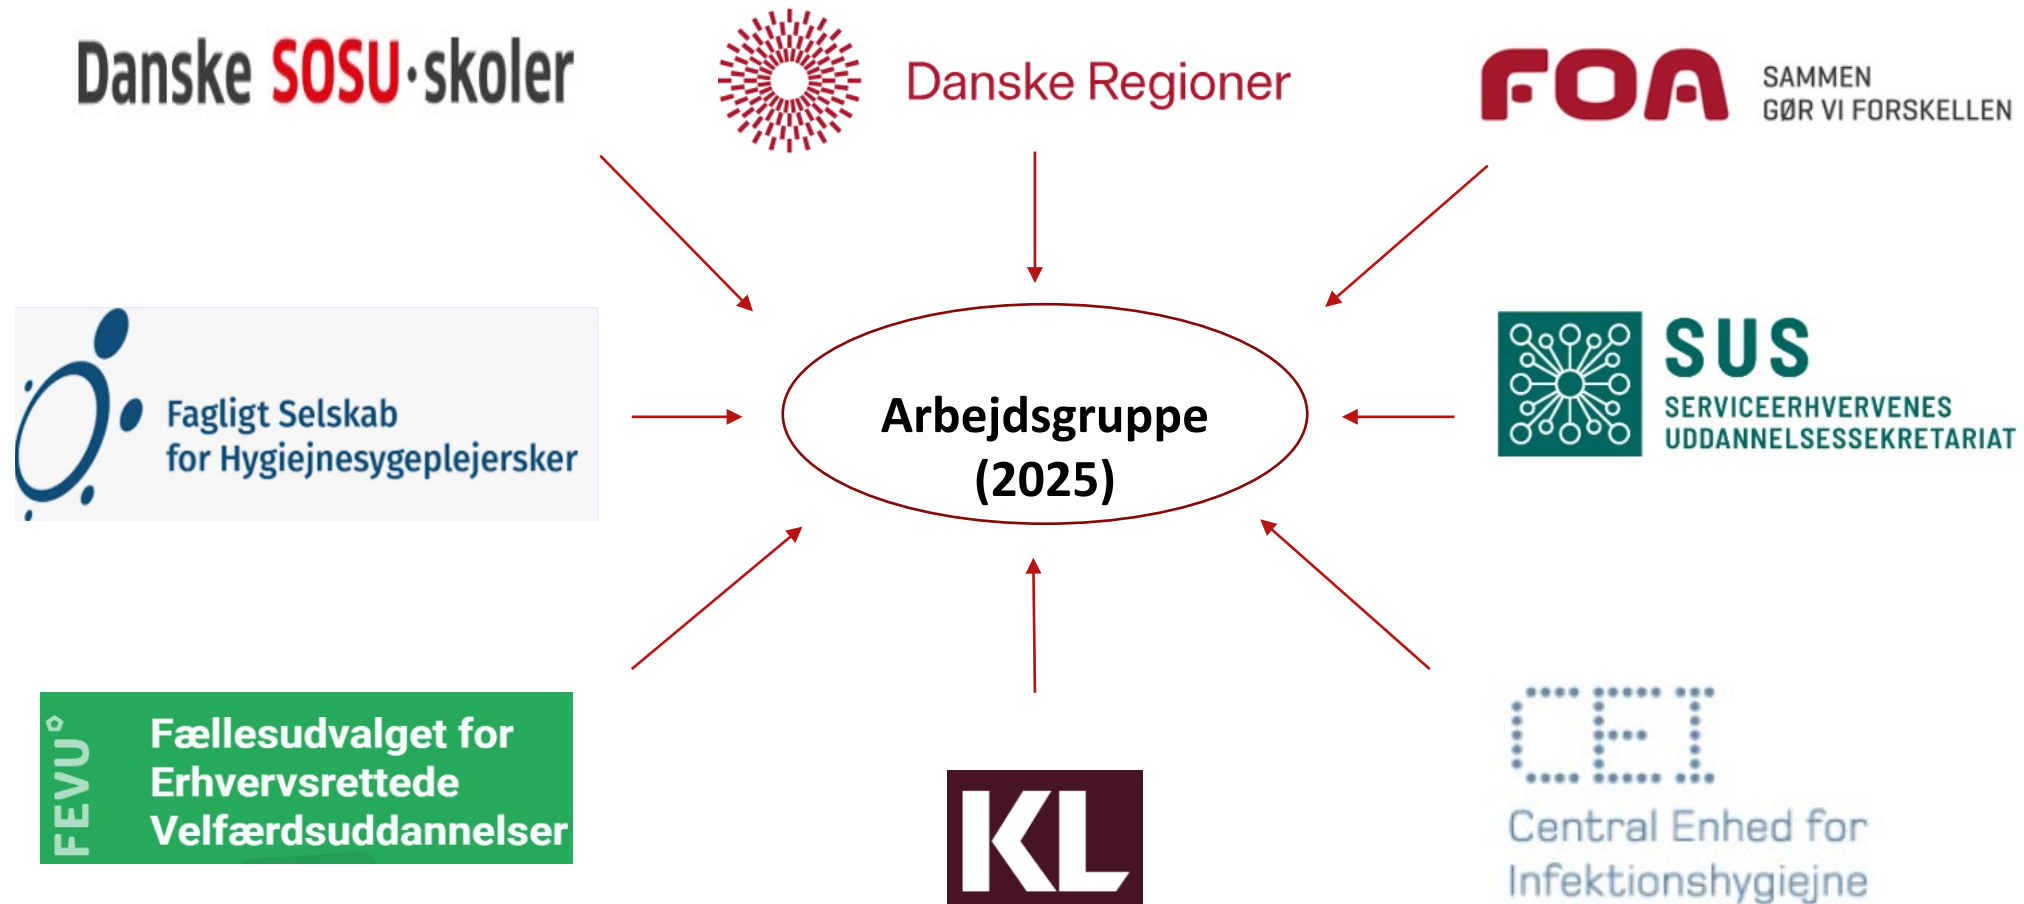 Danske SOSU·skoler
Danske Regioner
FOA
SAMMEN
GØR VI FORSKELLEN
Fagligt Selskab
for Hygiejnesygeplejersker
Arbejdsgruppe
(2025)
SUS
SERVICEERHVERVENES
UDDANNELSESSEKRETARIAT
FEVU
Fællesudvalget for
Erhvervsrettede
Velfærdsuddannelser
KL
CEI
Central Enhed for
Infektionshygiejne